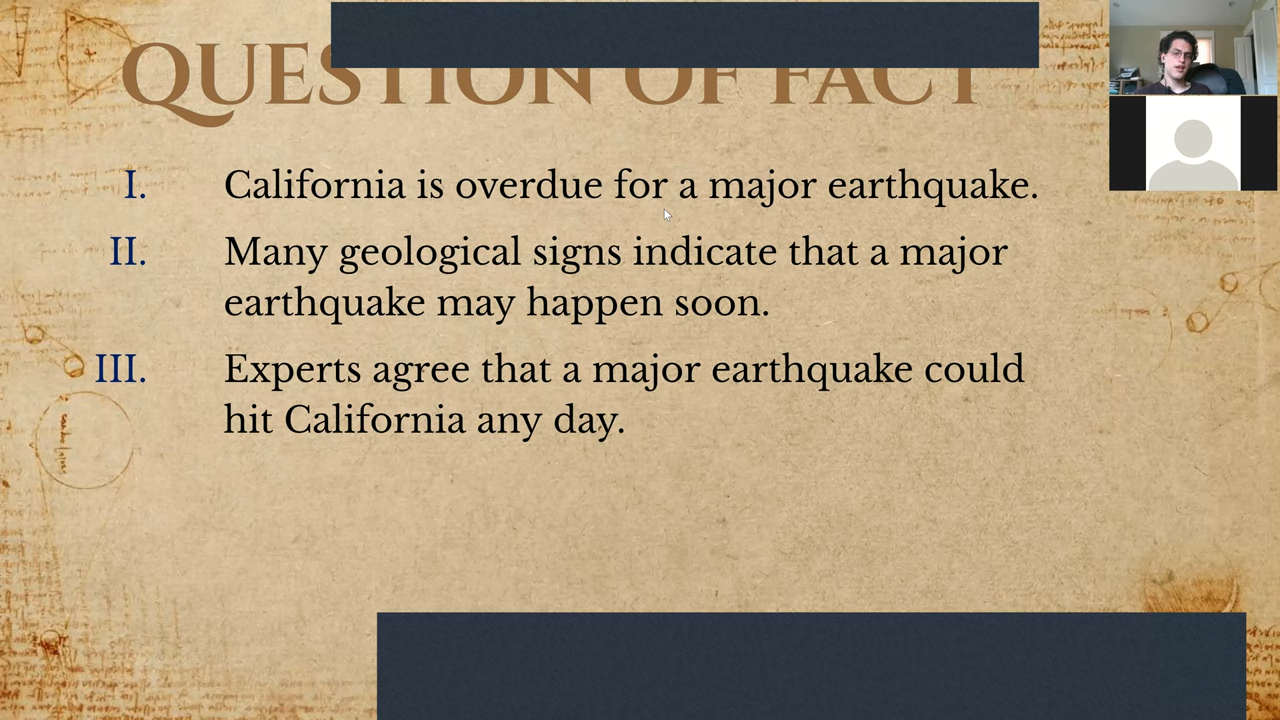 QUESTION OF FACT
I. California is overdue for a major earthquake.
II. Many geological signs indicate that a major
earthquake may happen soon.
III. Experts agree that a major earthquake could
hit California any day.